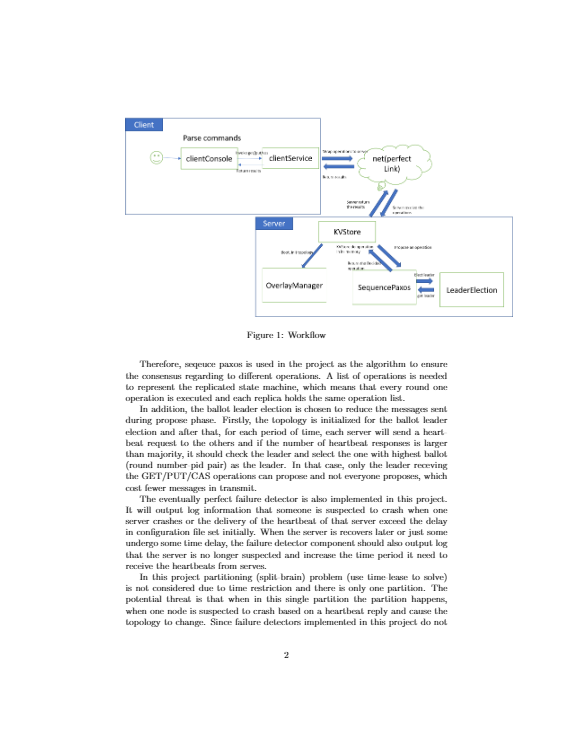 Client
Parse commands
clientConsole
clientService
Return results
net(perfect
Link)
Return results
Server return
the results
operations
Server
KVStore
OverlayManager
SequencePaxos
LeaderElection
Figure 1: Workflow
Therefore, seqeuce paxos is used in the project as the algorithm to ensure
the consensus regarding to different operations. A list of operations is needed
to represent the replicated state machine, which means that every round one
operation is executed and each replica holds the same operation list.
In addition, the ballot leader election is chosen to reduce the messages sent
during propose phase. Firstly, the topology is initialized for the ballot leader
election and after that, for each period of time, each server will send a heart-
beat request to the others and if the number of heartbeat responses is larger
than majority, it should check the leader and select the one with highest ballot
(round number pid pair) as the leader. In that case, only the leader receving
the GET/PUT/CAS operations can propose and not everyone proposes, which
cost fewer messages in transmit.
The eventually perfect failure detector is also implemented in this project.
It will output log information that someone is suspected to crash when one
server crashes or the delivery of the heartbeat of that server exceed the delay
in configuration file set initially. When the server is recovers later or just some
undergo some time delay, the failure detector component should also output log
that the server is no longer suspected and increase the time period it need to
receive the heartbeats from serves.
In this project partitioning (split-brain) problem (use time-lease to solve)
is not considered due to time restriction and there is only one partition. The
potential threat is that when in this single partition the partition happens,
when one node is suspected to crash based on a heartbeat reply and cause the
topology to change. Since failure detectors implemented in this project do not
2